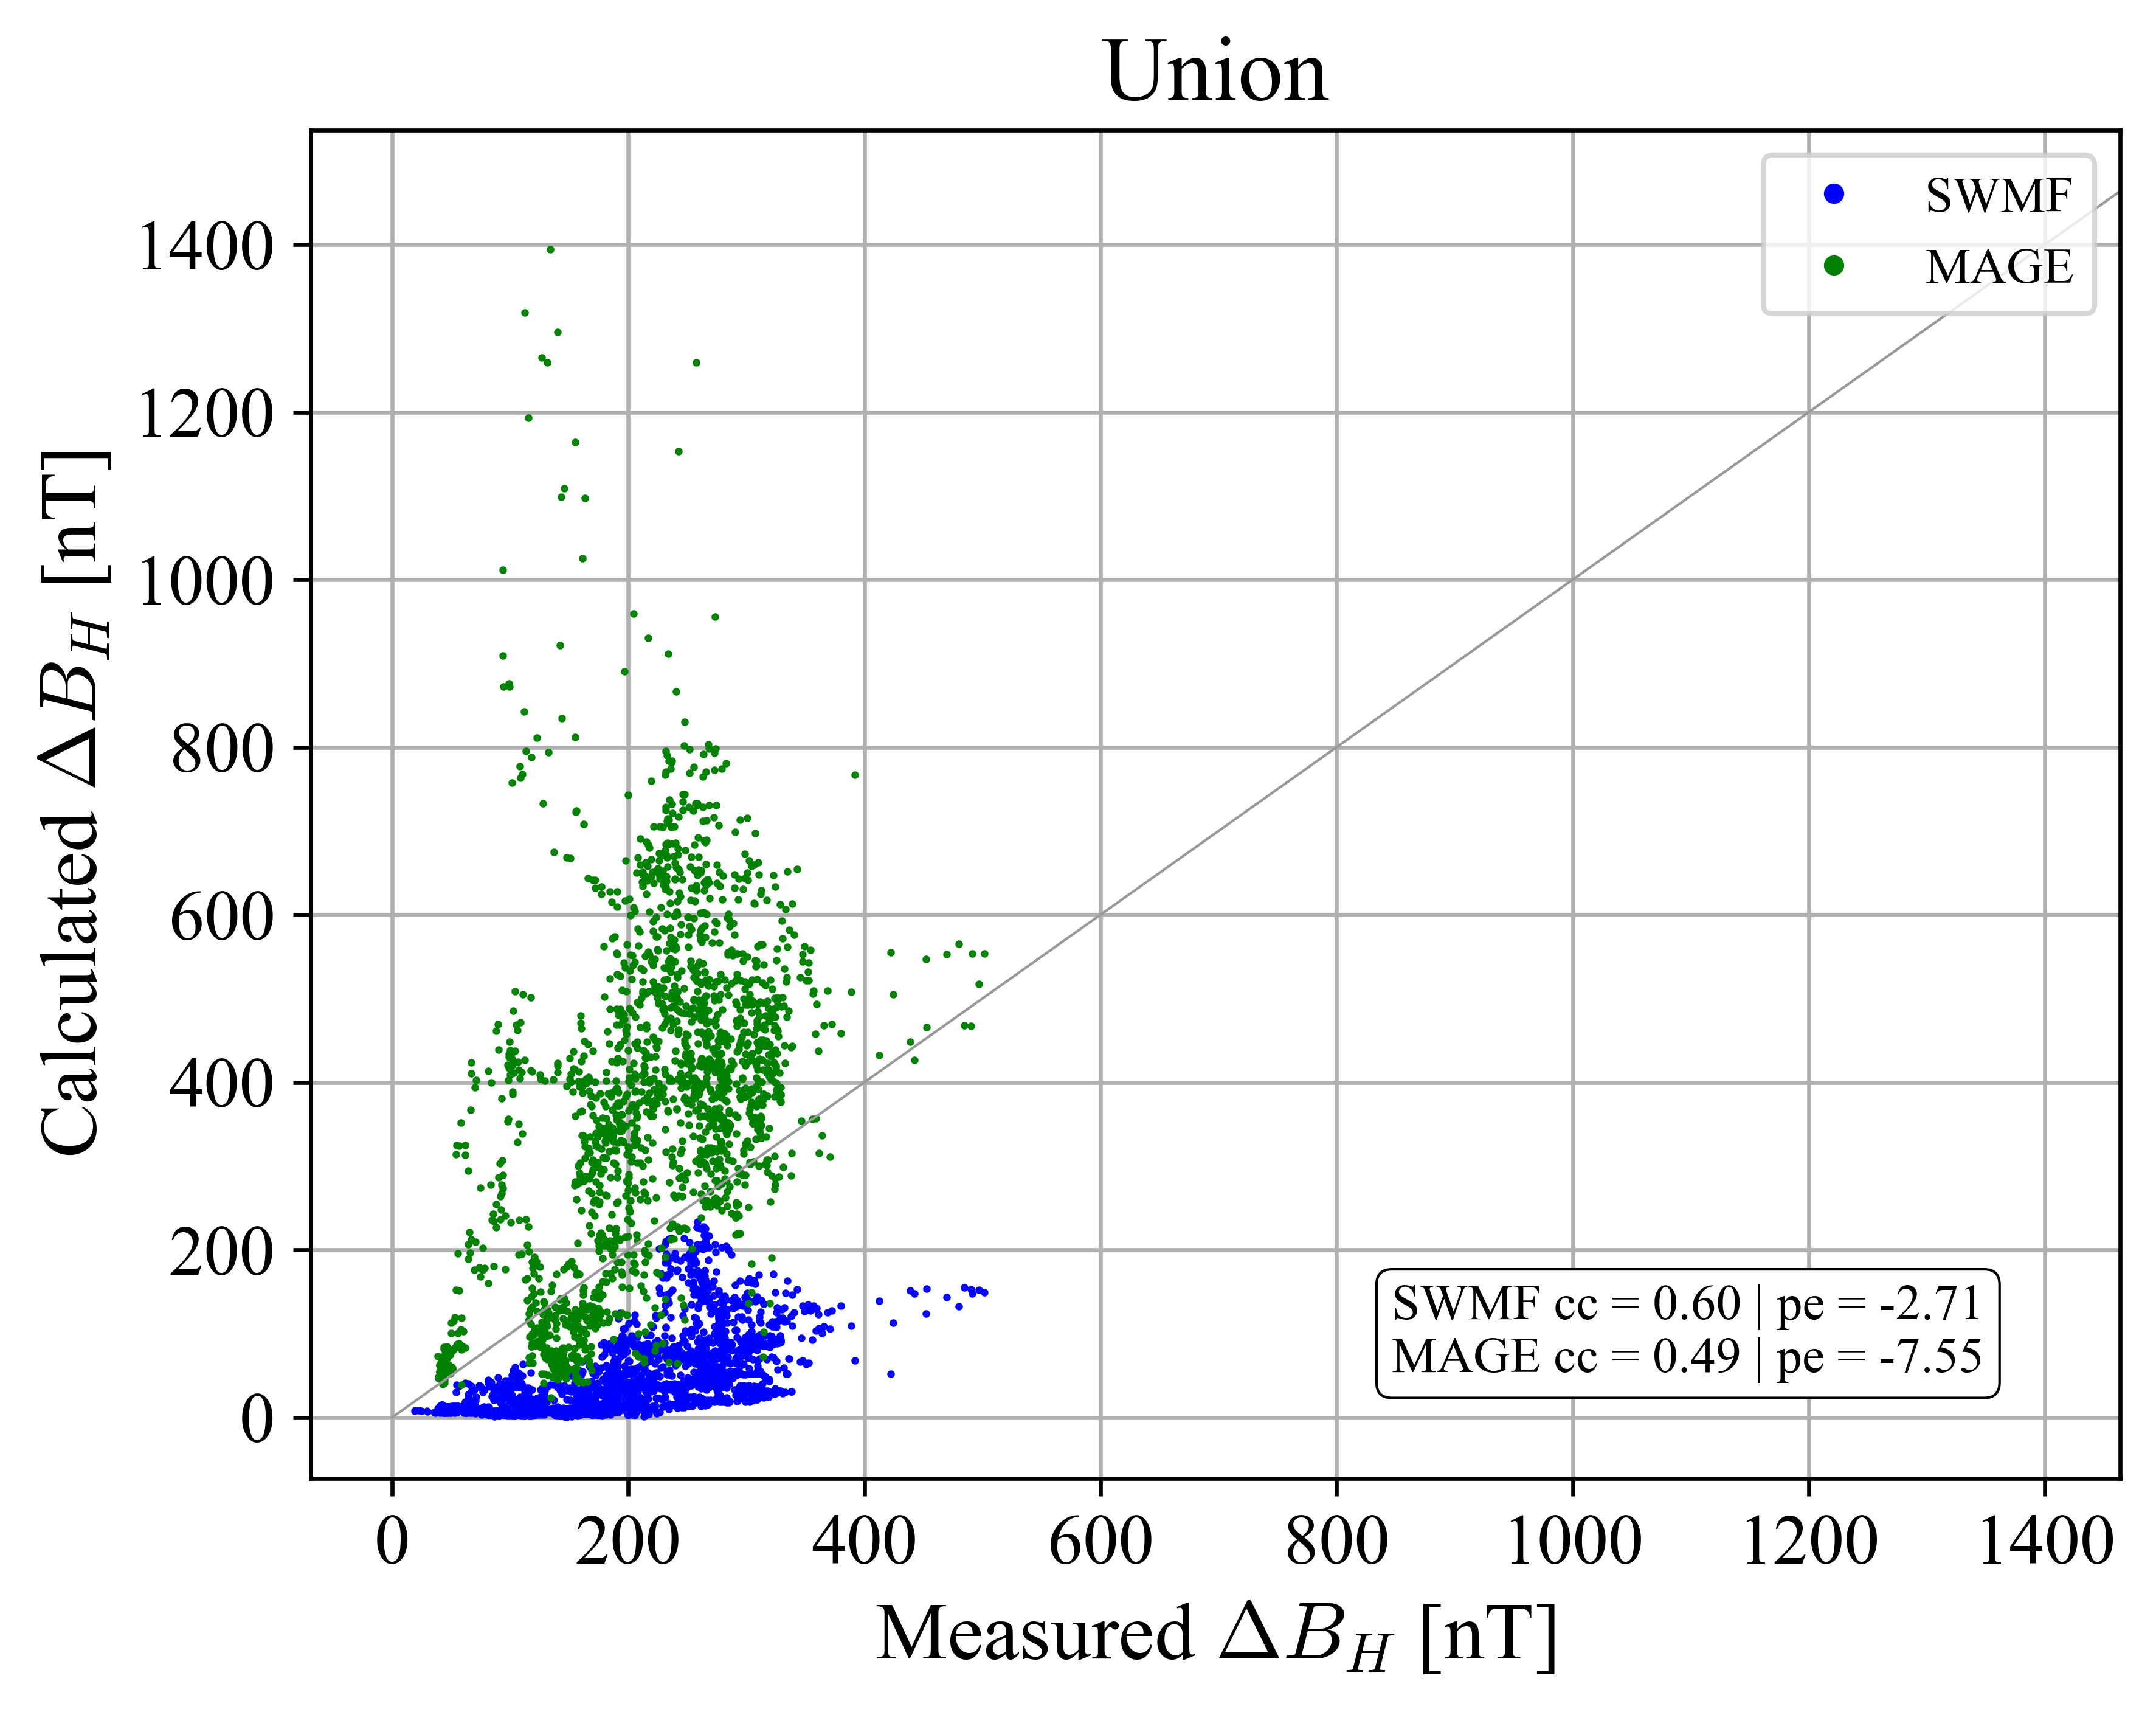 Union
Calculated ΔB_H [nT]
1400
1200
1000
800
600
400
200
0
SWMF
MAGE
SWMF cc = 0.60 | pe = -2.71
MAGE cc = 0.49 | pe = -7.55
0 200 400 600 800 1000 1200 1400
Measured ΔB_H [nT]